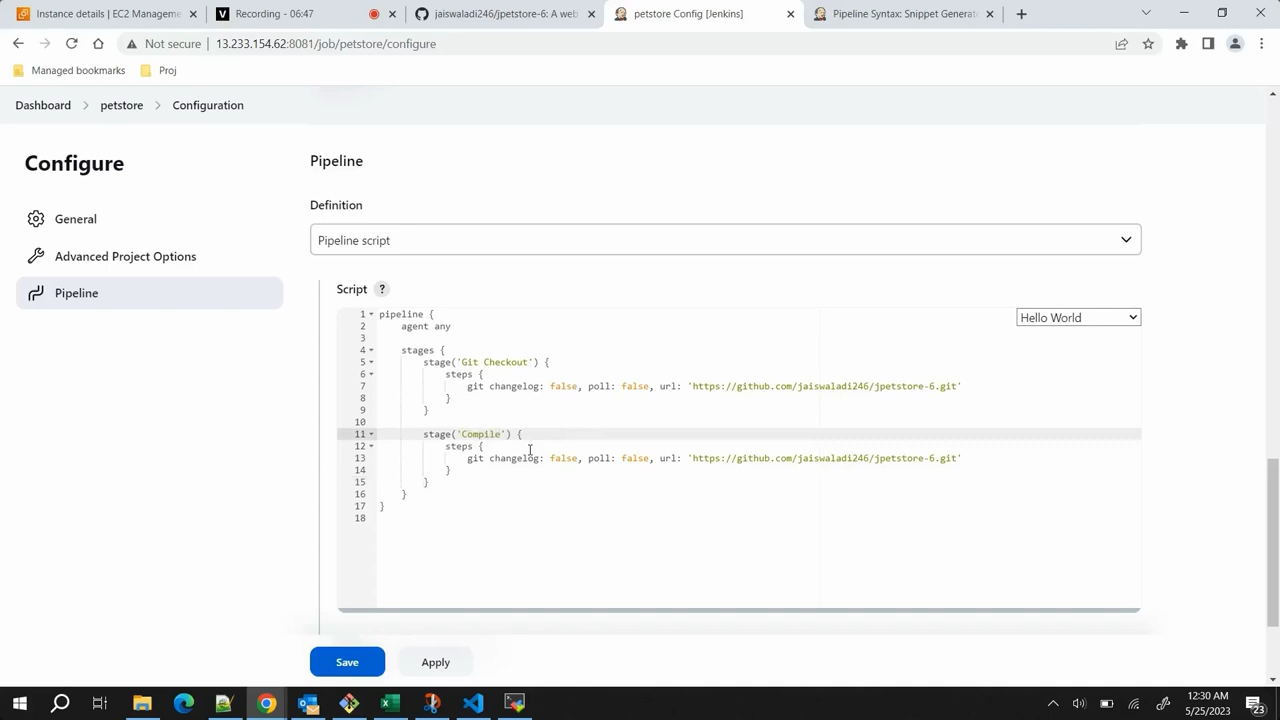 Instance details | EC2 Manageme
Recording - 06:47
jaiswaladi246/jpetstore-6: A web
petstore Config [Jenkins]
Pipeline Syntax: Snippet Generat
Not secure
13.233.154.62:8081/job/petstore/configure
Managed bookmarks
Proj
Dashboard
petstore
Configuration
Configure
General
Advanced Project Options
Pipeline
Pipeline
Definition
Pipeline script
Script ?
Hello World
1 pipeline {
2 agent any
3
4 stages {
5 stage('Git Checkout') {
6 steps {
7 git changelog: false, poll: false, url: 'https://github.com/jaiswaladi246/jpetstore-6.git'
8 }
9 }
10
11 stage('Compile') {
12 steps {
13 git changelog: false, poll: false, url: 'https://github.com/jaiswaladi246/jpetstore-6.git'
14 }
15 }
16 }
17 }
18
Save
Apply
12:30 AM
5/25/2023
23